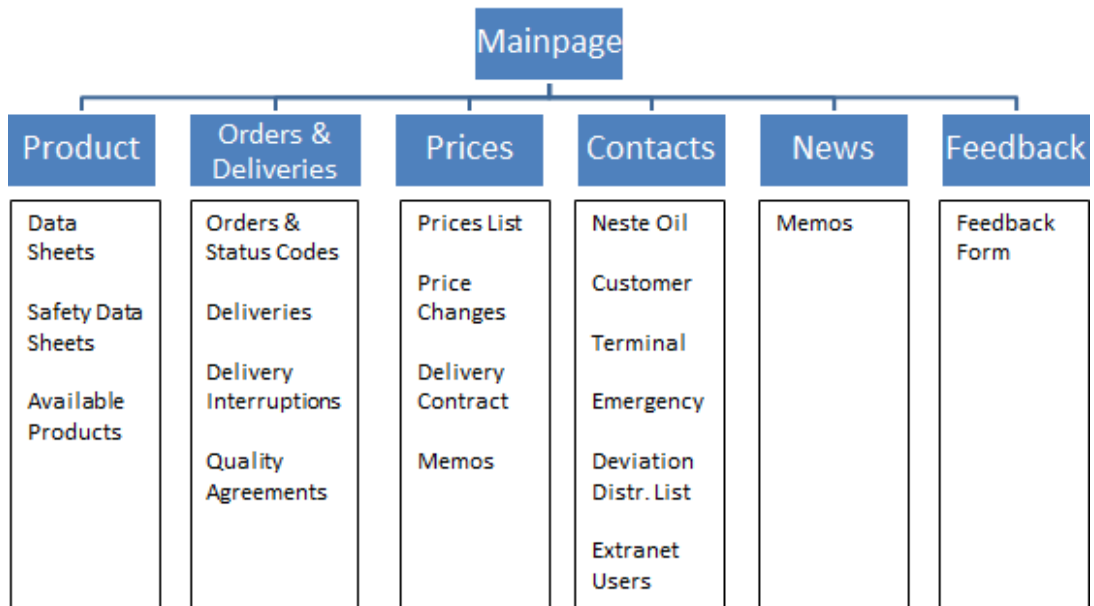 Mainpage
Product
Orders &
Deliveries
Prices
Contacts
News
Feedback
Data
Sheets
Safety Data
Sheets
Available
Products
Orders &
Status Codes
Deliveries
Delivery
Interruptions
Quality
Agreements
Prices List
Price
Changes
Delivery
Contract
Memos
Neste Oil
Customer
Terminal
Emergency
Deviation
Distr. List
Extranet
Users
Memos
Feedback
Form